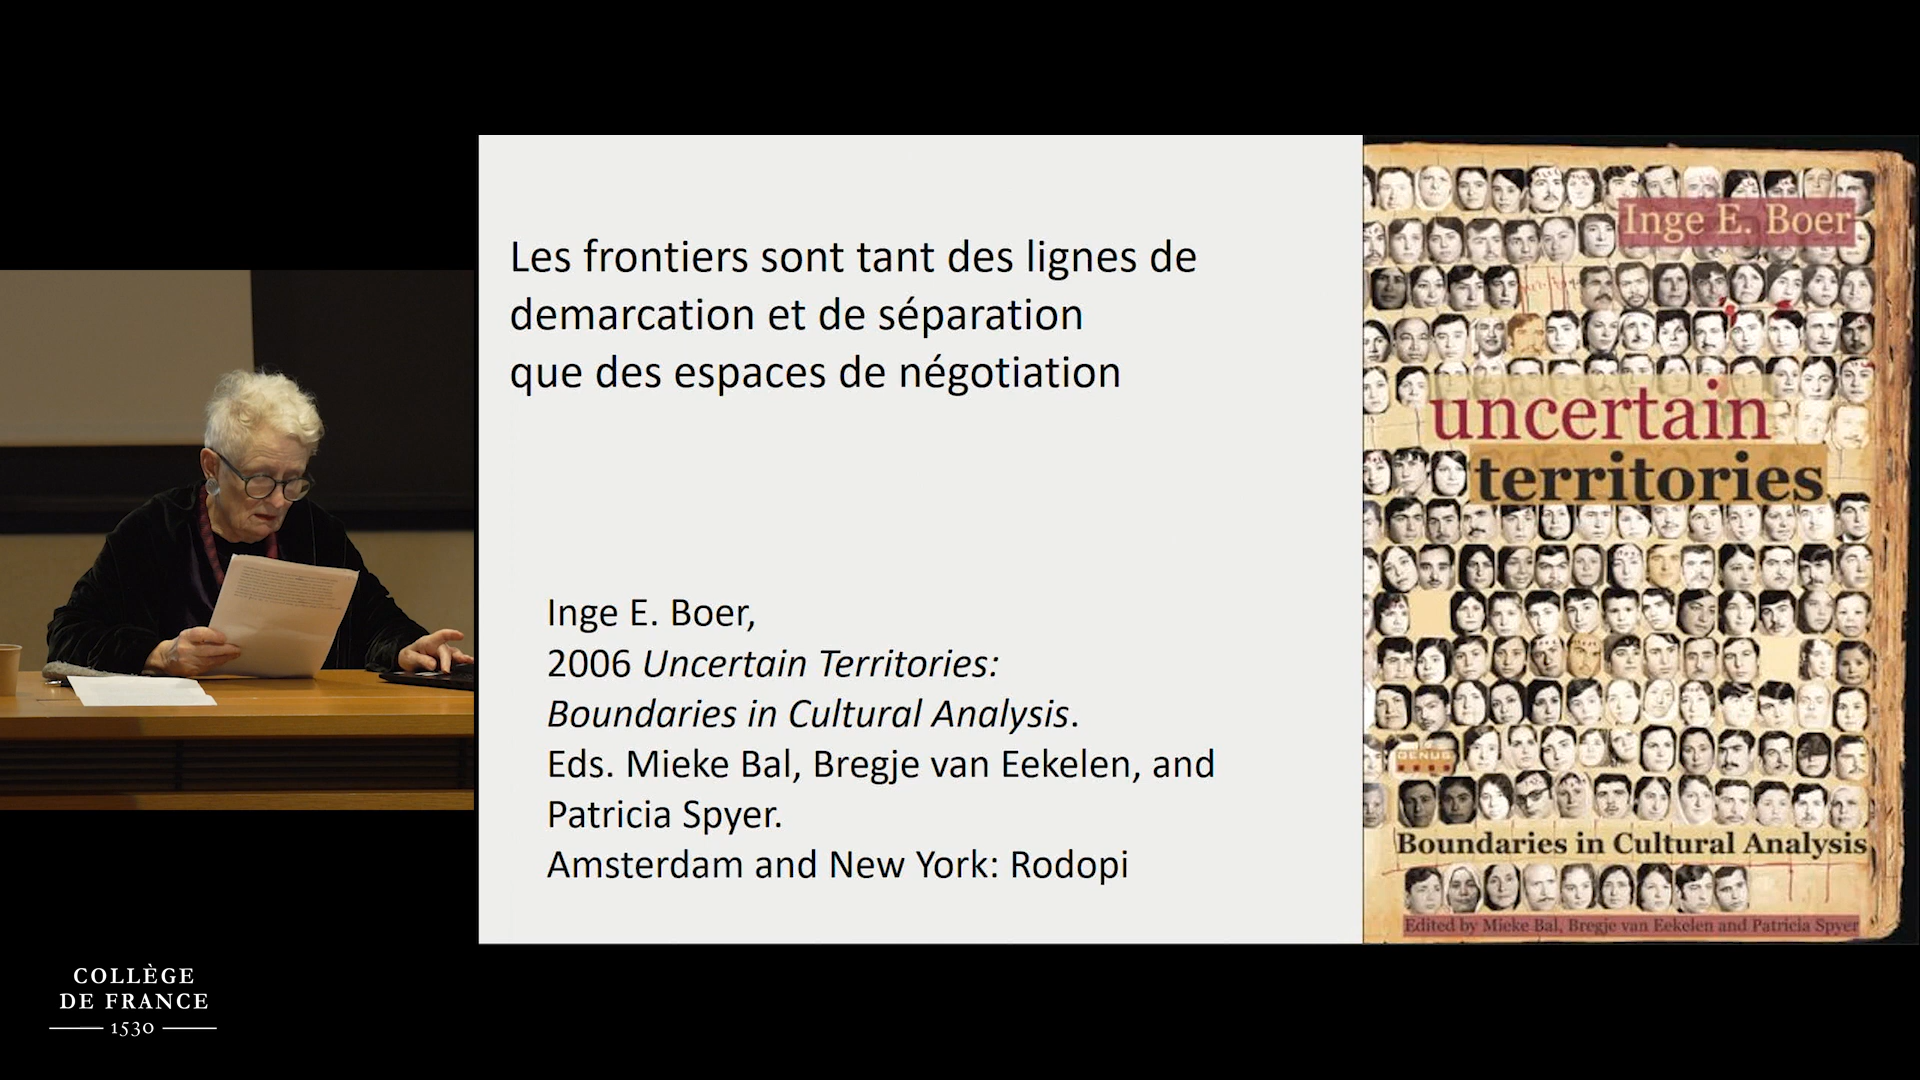 Les frontiers sont tant des lignes de
demarcation et de séparation
que des espaces de négotiation
Inge E. Boer,
2006 Uncertain Territories:
Boundaries in Cultural Analysis.
Eds. Mieke Bal, Bregje van Eekelen, and
Patricia Spyer.
Amsterdam and New York: Rodopi
Inge E. Boer
uncertain
territories
GENUS
Boundaries in Cultural Analysis
Edited by Mieke Bal, Bregje van Eekelen and Patricia Spyer
COLLÈGE
DE FRANCE
1530